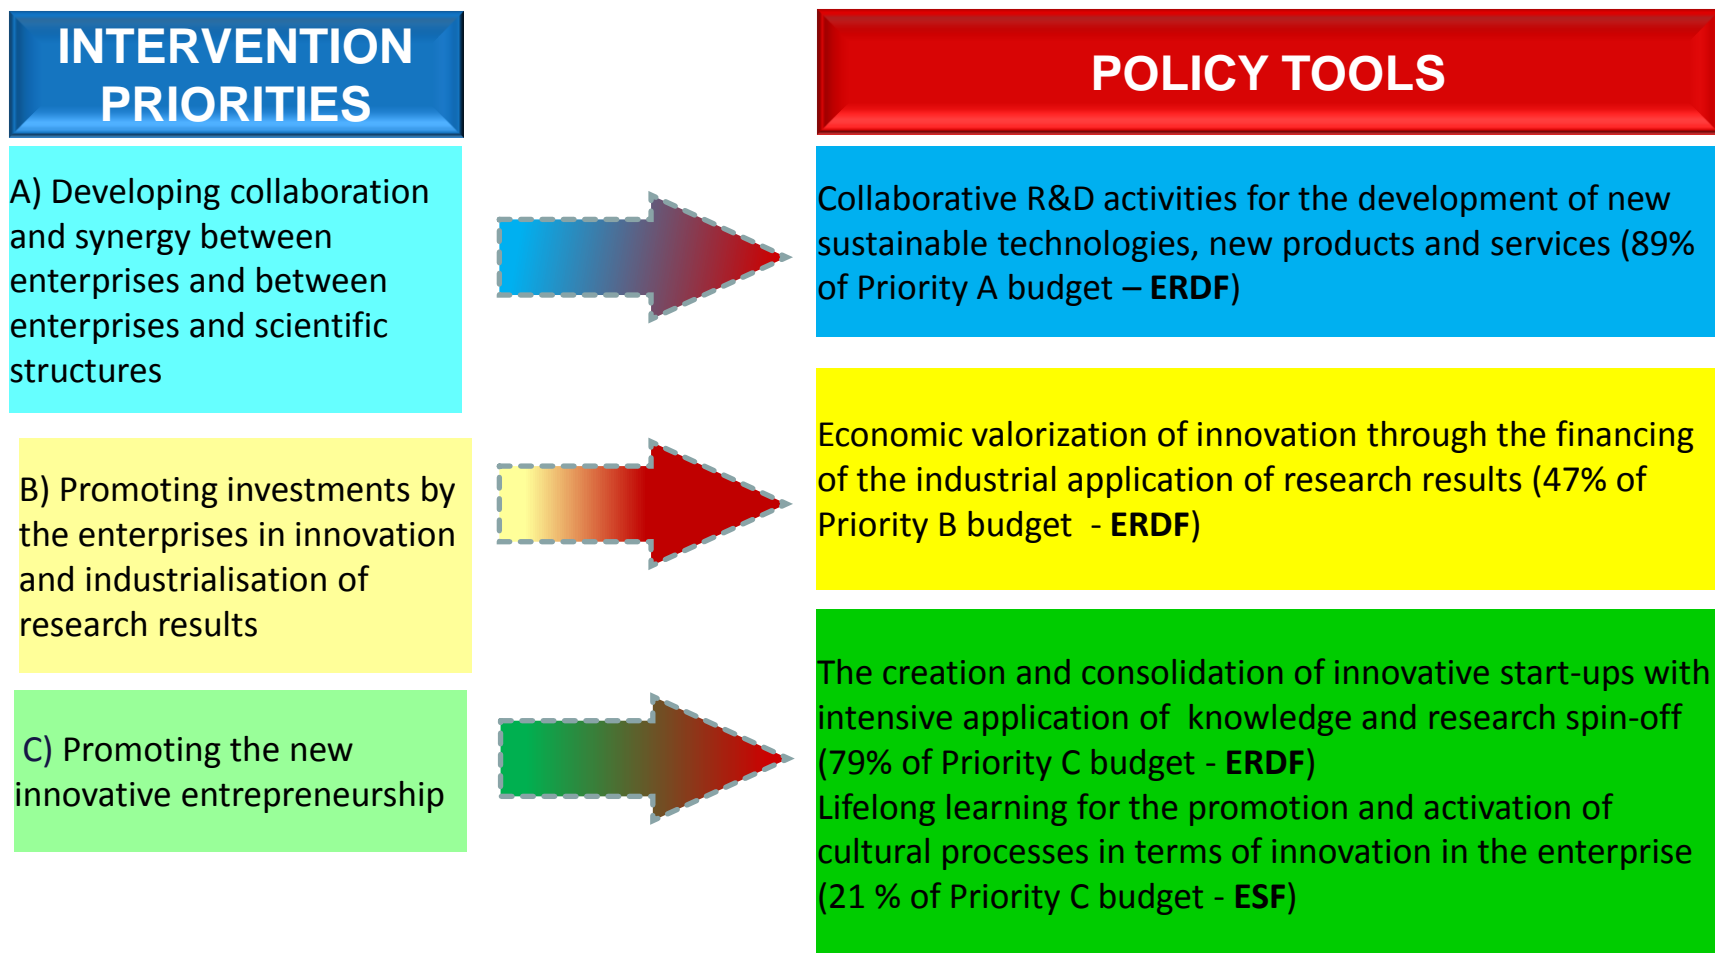 INTERVENTION
PRIORITIES
POLICY TOOLS
A) Developing collaboration
and synergy between
enterprises and between
enterprises and scientific
structures
Collaborative R&D activities for the development of new
sustainable technologies, new products and services (89%
of Priority A budget – ERDF)
B) Promoting investments by
the enterprises in innovation
and industrialisation of
research results
Economic valorization of innovation through the financing
of the industrial application of research results (47% of
Priority B budget  - ERDF)
C) Promoting the new
innovative entrepreneurship
The creation and consolidation of innovative start-ups with
intensive application of  knowledge and research spin-off
(79% of Priority C budget - ERDF)
Lifelong learning for the promotion and activation of
cultural processes in terms of innovation in the enterprise
(21 % of Priority C budget - ESF)